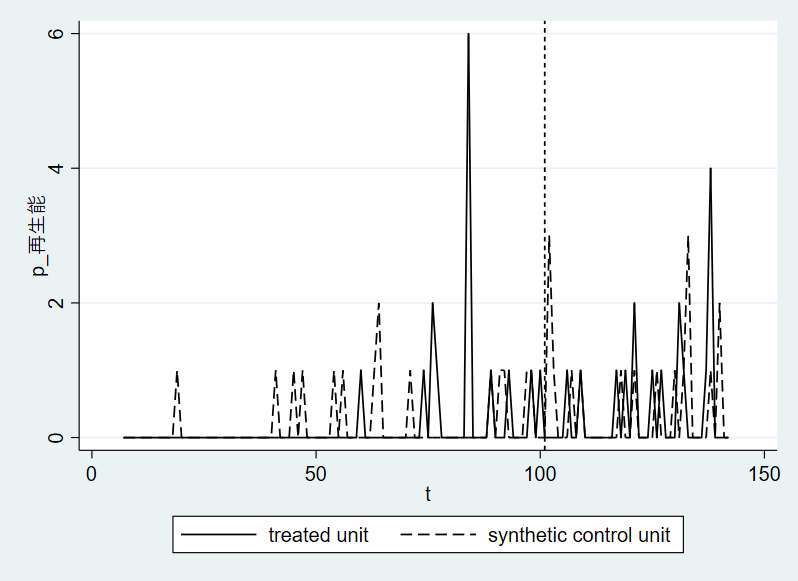 6
4
2
0
p_再生能
0
50
100
150
t
treated unit
synthetic control unit